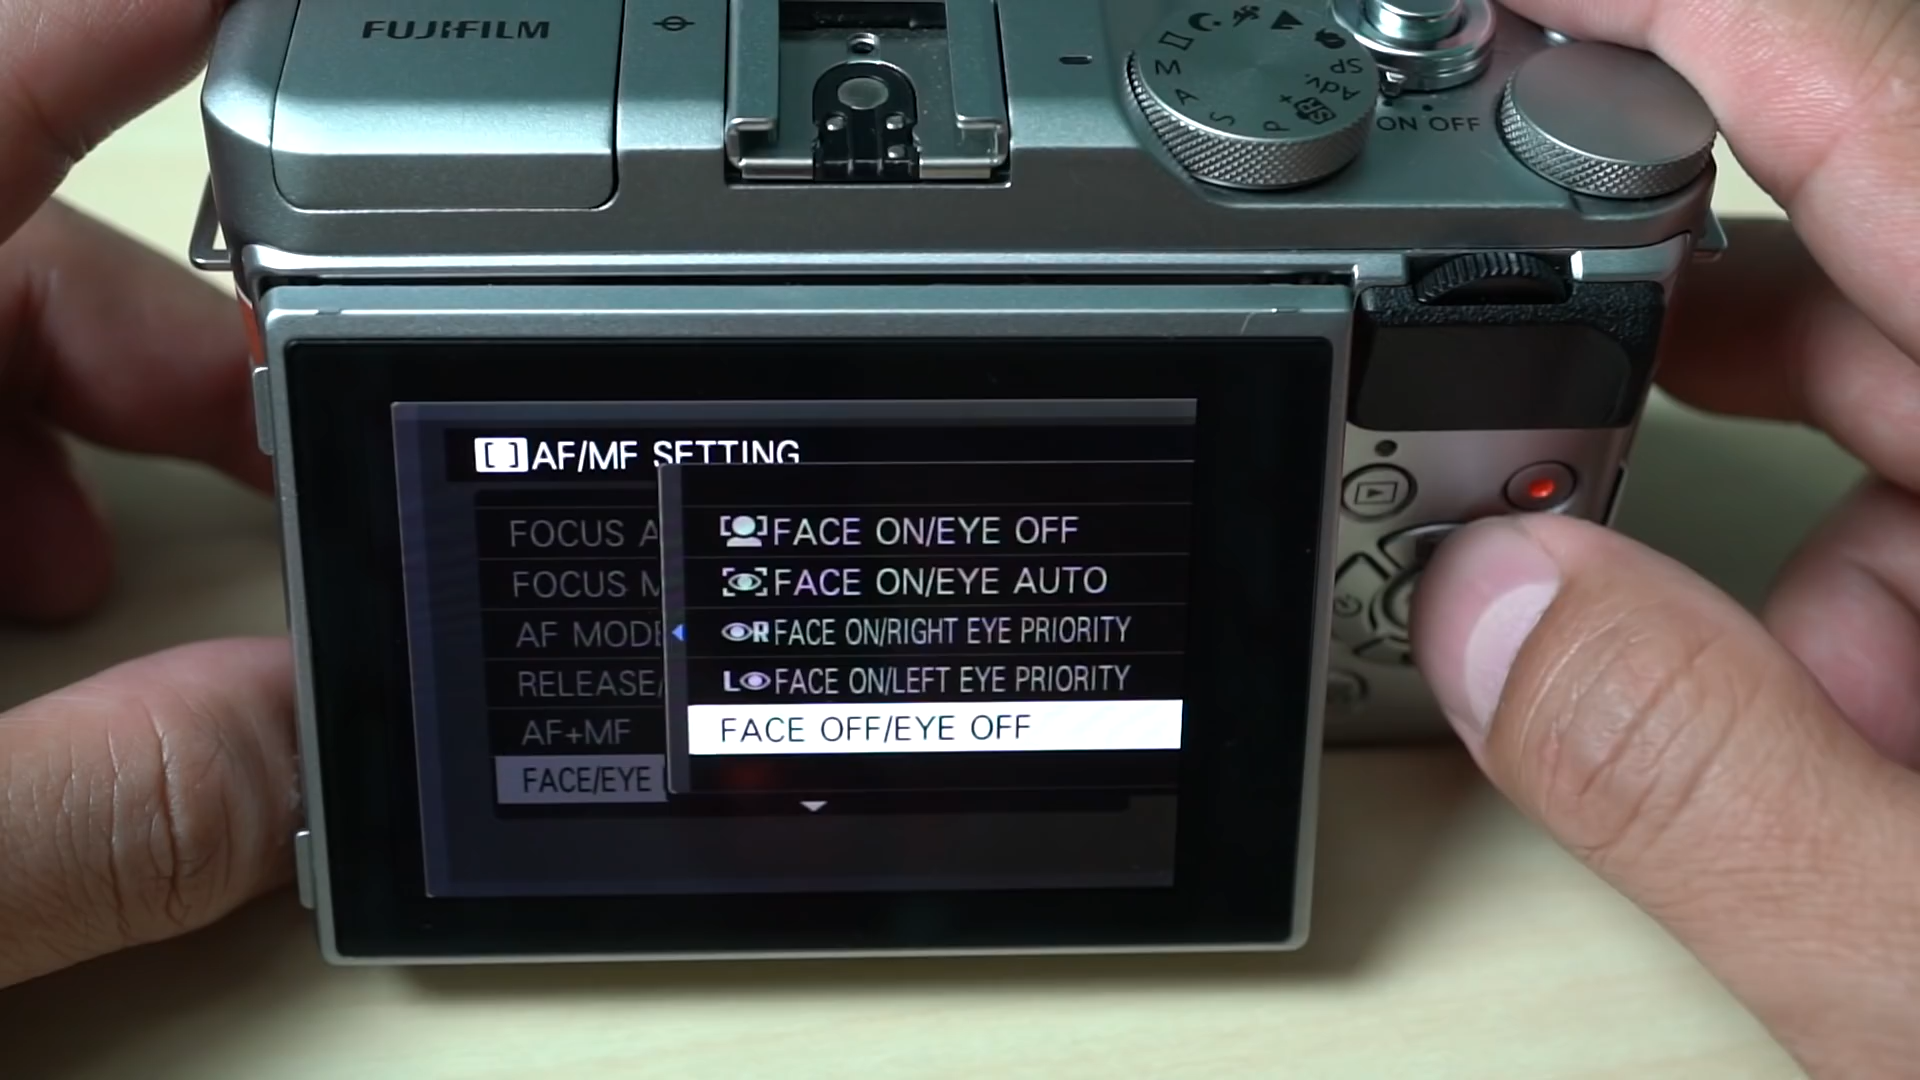 FUJIFILM
M
A
S
P
SR+
Adv.
SP
ON OFF
AF/MF SETTING
FOCUS A
FOCUS M
AF MODE
RELEASE/
AF+MF
FACE/EYE
FACE ON/EYE OFF
FACE ON/EYE AUTO
R FACE ON/RIGHT EYE PRIORITY
L FACE ON/LEFT EYE PRIORITY
FACE OFF/EYE OFF